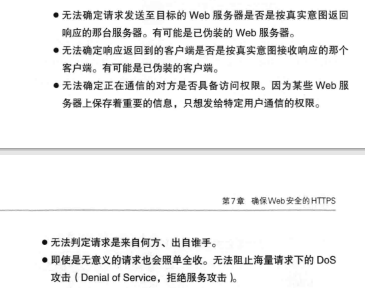 ● 无法确定请求发送至目标的 Web 服务器是否是按真实意图返回
响应的那台服务器。有可能是已伪装的 Web 服务器。
● 无法确定响应返回到的客户端是否是按真实意图接收响应的那个
客户端。有可能是已伪装的客户端。
● 无法确定正在通信的对方是否具备访问权限。因为某些 Web 服
务器上保存着重要的信息，只想发给特定用户通信的权限。
第7章 确保Web安全的HTTPS
● 无法判定请求是来自何方、出自谁手。
● 即使是无意义的请求也会照单全收。无法阻止海量请求下的 DoS
攻击（Denial of Service，拒绝服务攻击）。